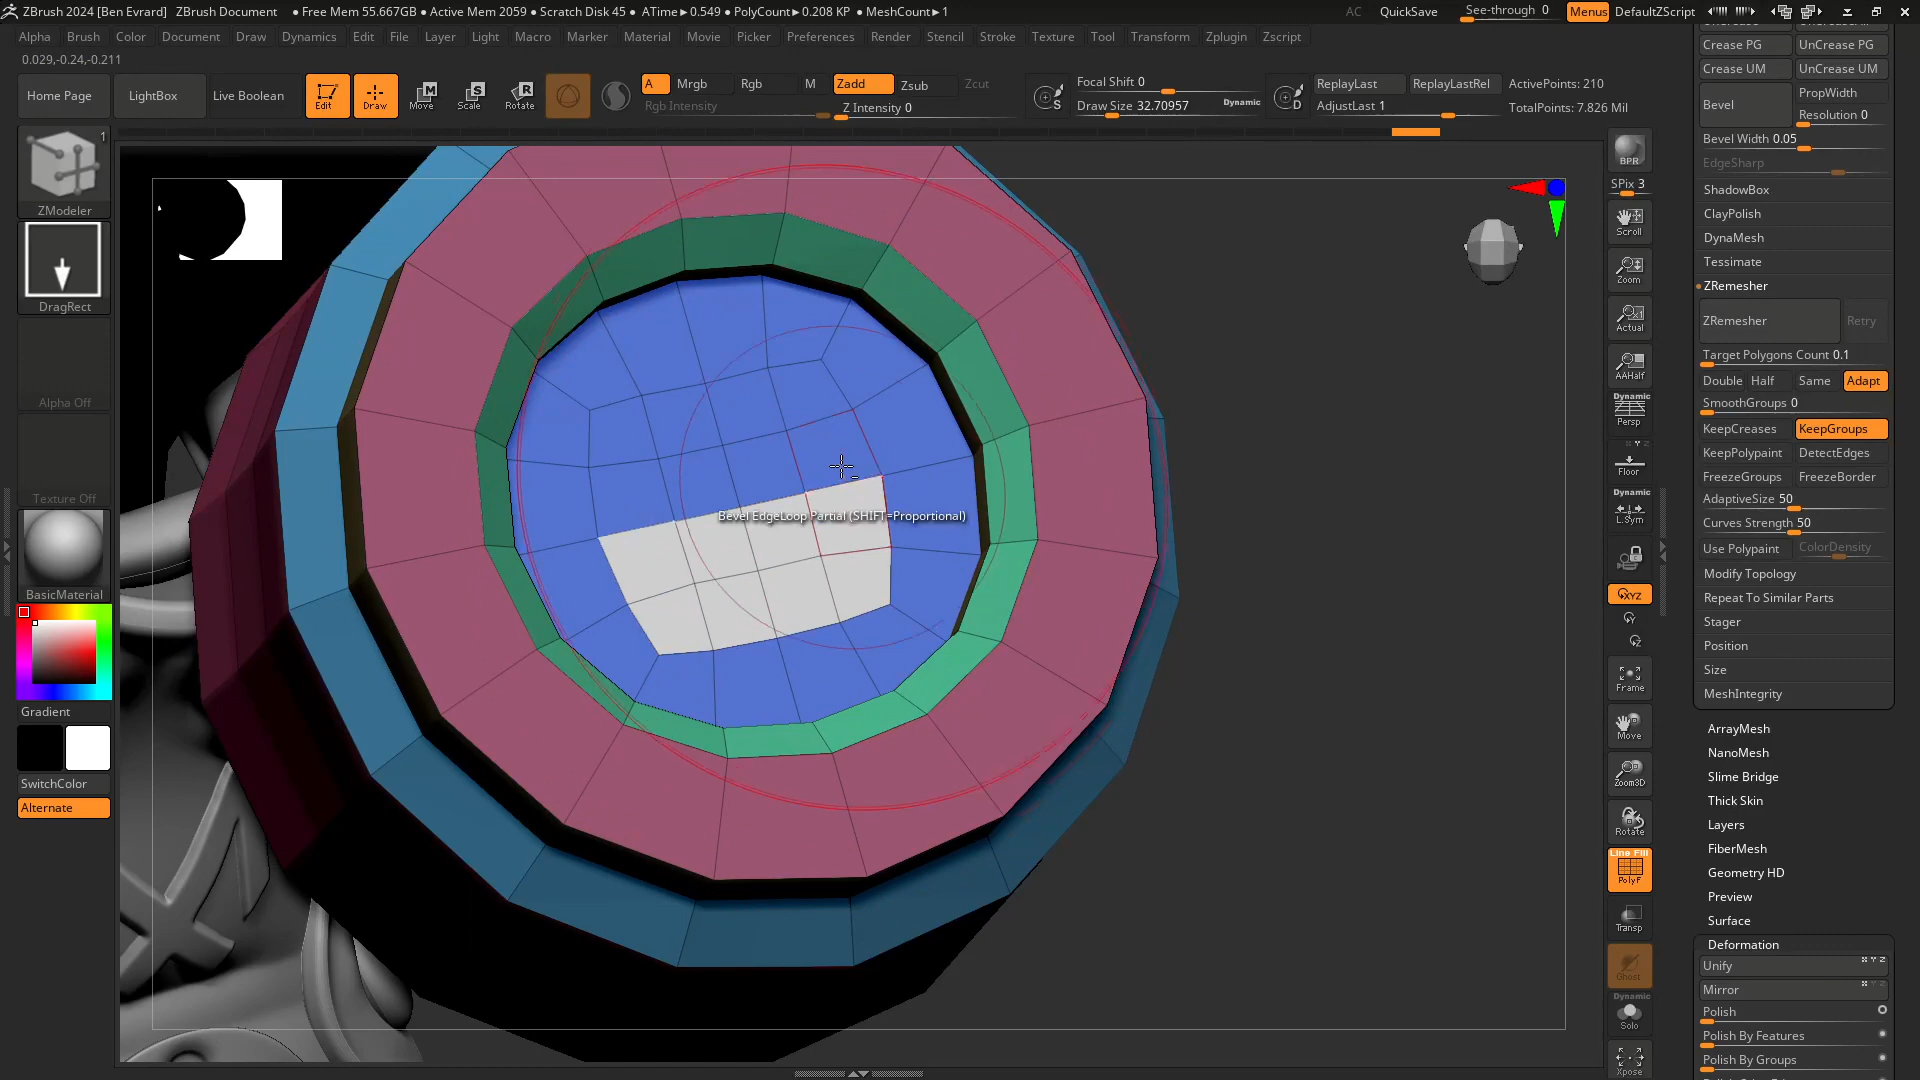 ZBrush 2024 [Ben Evrard] ZBrush Document ● Free Mem 55.667GB ● Active Mem 2059 ● Scratch Disk 45 ● ATime►0.549 ● PolyCount►0.208 KP ● MeshCount►1 AC QuickSave See-through 0 Menus DefaultZScript
Alpha Brush Color Document Draw Dynamics Edit File Layer Light Macro Marker Material Movie Picker Preferences Render Stencil Stroke Texture Tool Transform Zplugin Zscript
0.029,-0.24,-0.211
Home Page LightBox Live Boolean Edit Draw Move Scale Rotate
A Mrgb Rgb M Zadd Zsub Zcut
Rgb Intensity Z Intensity 0
S Focal Shift 0
Draw Size 32.70957 Dynamic
D ReplayLast ReplayLastRel ActivePoints: 210
AdjustLast 1 TotalPoints: 7.826 Mil
1
ZModeler
DragRect
Alpha Off
Texture Off
BasicMaterial
Gradient
SwitchColor
Alternate
Bevel EdgeLoop Partial (SHIFT=Proportional)
BPR
SPix 3
Scroll
Zoom
Actual
AAHalf
Dynamic
Persp
Floor
Dynamic
L.Sym
XYZ
Frame
Move
Zoom3D
Rotate
Line Fill
PolyF
Transp
Ghost
Dynamic
Solo
Xpose
Crease PG UnCrease PG
Crease UM UnCrease UM
Bevel PropWidth
Resolution 0
Bevel Width 0.05
EdgeSharp
ShadowBox
ClayPolish
DynaMesh
Tessimate
ZRemesher
ZRemesher Retry
Target Polygons Count 0.1
Double Half Same Adapt
SmoothGroups 0
KeepCreases KeepGroups
KeepPolypaint DetectEdges
FreezeGroups FreezeBorder
AdaptiveSize 50
Curves Strength 50
Use Polypaint ColorDensity
Modify Topology
Repeat To Similar Parts
Stager
Position
Size
MeshIntegrity
ArrayMesh
NanoMesh
Slime Bridge
Thick Skin
Layers
FiberMesh
Geometry HD
Preview
Surface
Deformation
Unify
Mirror
Polish
Polish By Features
Polish By Groups